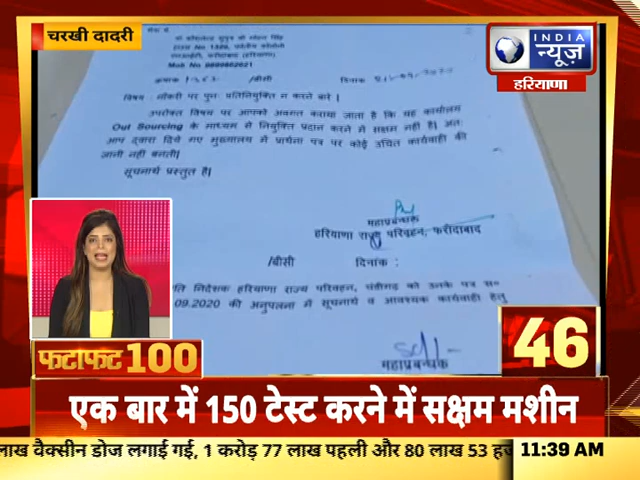 चरखी दादरी
INDIA
न्यूज़
हरियाणा
Mob No 9899862621
क्रमांक /बीसी दिनांक
विषय : नौकरी पर पुनः प्रतिनियुक्ति न करने बारे |
उपरोक्त विषय पर आपको अवगत कराया जाता है कि यह कार्यालय
Out Sourcing के माध्यम से नियुक्ति प्रदान करने में सक्षम नहीं है। अतः
आप द्वारा दिये गए मुख्यालय में प्रार्थना पत्र पर कोई उचित कार्यवाही की
जानी नहीं बनती|
सूचनार्थ प्रस्तुत है|
महाप्रबन्धक
हरियाणा राज्य परिवहन, फरीदाबाद
/बीसी दिनांक :
निदेशक हरियाणा राज्य परिवहन, चंडीगढ़ को उनके पत्र स०
09.2020 की अनुपालना में सूचनार्थ व आवश्यक कार्यवाही हेतु
महाप्रबन्धक
फटाफट 100
46
एक बार में 150 टेस्ट करने में सक्षम मशीन
लाख वैक्सीन डोज लगाई गई, 1 करोड़ 77 लाख पहली और 80 लाख 53
11:39 AM